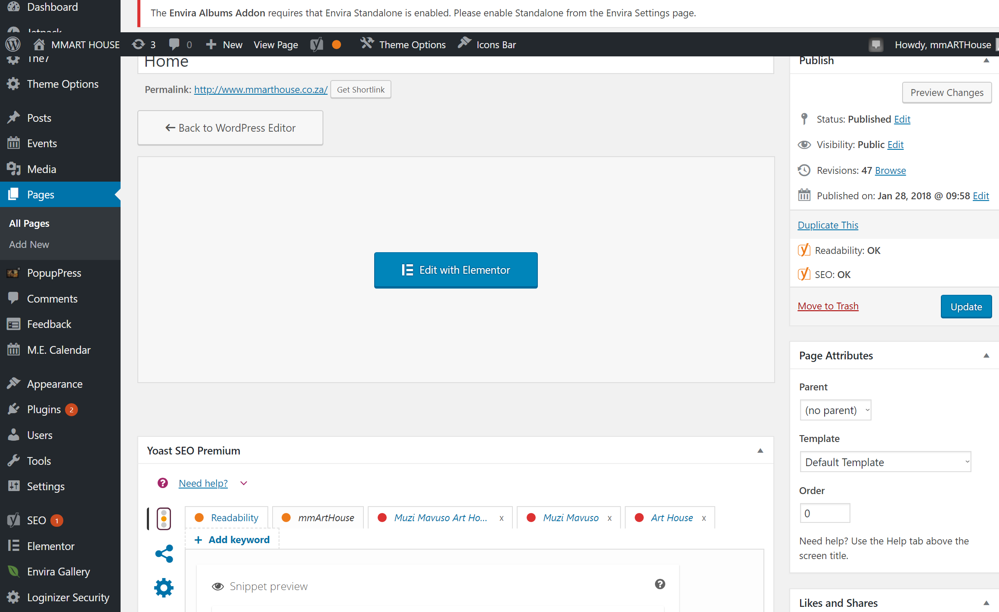 The Envira Albums Addon requires that Envira Standalone is enabled. Please enable Standalone from the Envira Settings page.
Dashboard
Jetpack
MMART HOUSE 3 0 New View Page Theme Options Icons Bar Howdy, mmARTHouse
The7
Theme Options
Posts
Events
Media
Pages
All Pages
Add New
PopupPress
Comments
Feedback
M.E. Calendar
Appearance
Plugins 2
Users
Tools
Settings
SEO 1
Elementor
Envira Gallery
Loginizer Security
Home
Permalink: http://www.mmarthouse.co.za/ Get Shortlink
← Back to WordPress Editor
Edit with Elementor
Yoast SEO Premium
Need help?
Readability mmArtHouse Muzi Mavuso Art Ho... x Muzi Mavuso x Art House x
+ Add keyword
Snippet preview
Publish
Preview Changes
Status: Published Edit
Visibility: Public Edit
Revisions: 47 Browse
Published on: Jan 28, 2018 @ 09:58 Edit
Duplicate This
Readability: OK
SEO: OK
Move to Trash Update
Page Attributes
Parent
(no parent)
Template
Default Template
Order
0
Need help? Use the Help tab above the
screen title.
Likes and Shares